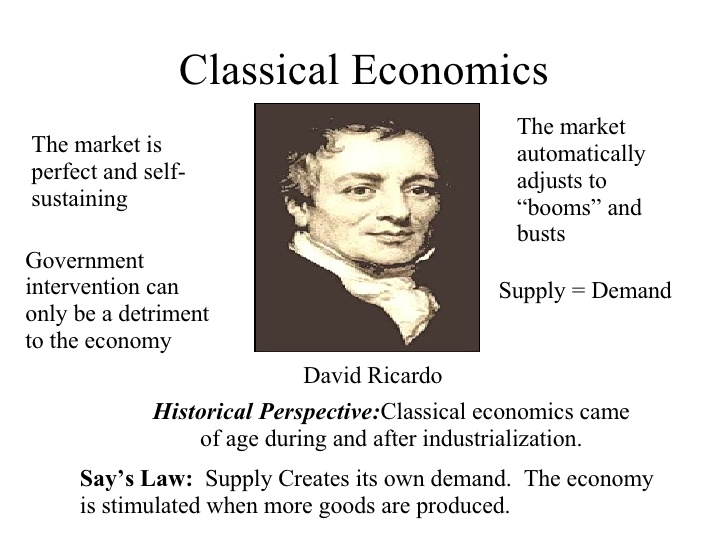 Classical Economics
The market is
perfect and self-
sustaining
Government
intervention can
only be a detriment
to the economy
The market
automatically
adjusts to
“booms” and
busts
Supply = Demand
David Ricardo
Historical Perspective:Classical economics came
of age during and after industrialization.
Say’s Law:  Supply Creates its own demand.  The economy
is stimulated when more goods are produced.